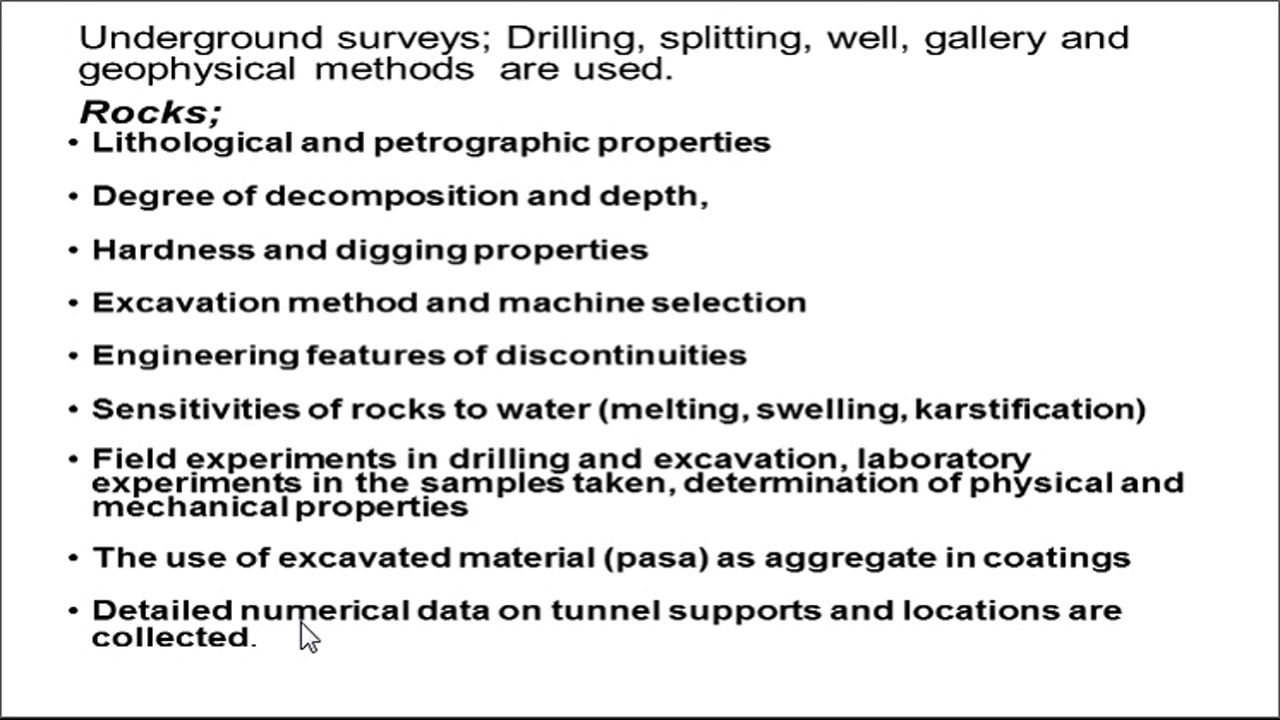 Underground surveys; Drilling, splitting, well, gallery and
geophysical methods are used.
Rocks;
• Lithological and petrographic properties
• Degree of decomposition and depth,
• Hardness and digging properties
• Excavation method and machine selection
• Engineering features of discontinuities
• Sensitivities of rocks to water (melting, swelling, karstification)
• Field experiments in drilling and excavation, laboratory
experiments in the samples taken, determination of physical and
mechanical properties
• The use of excavated material (pasa) as aggregate in coatings
• Detailed numerical data on tunnel supports and locations are
collected.